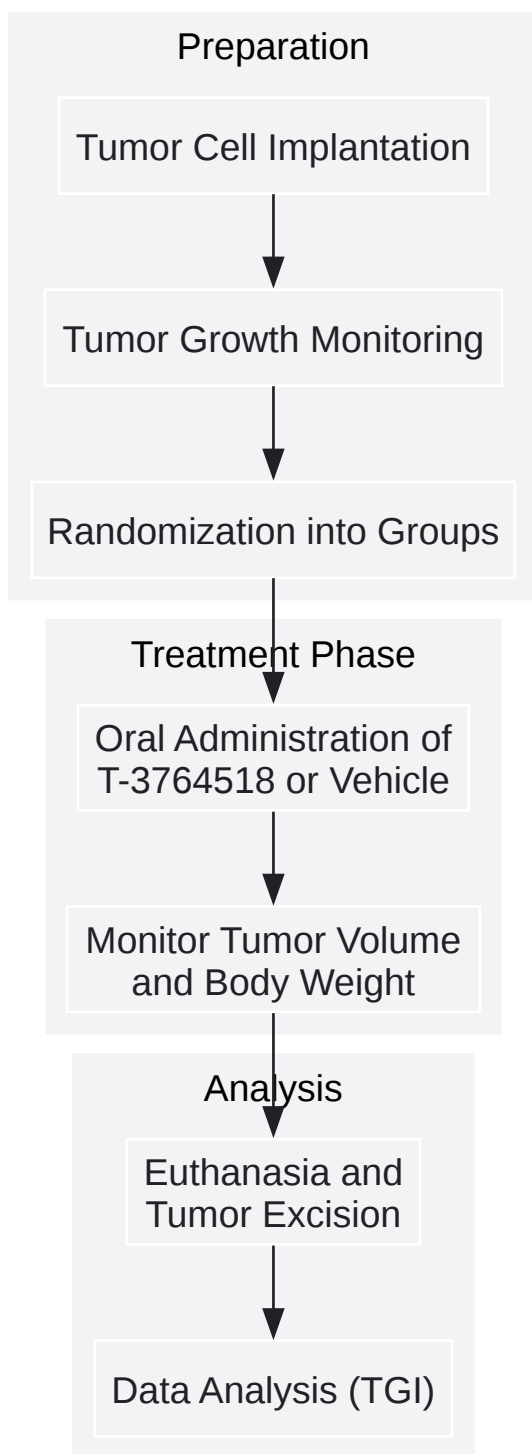 Preparation
Tumor Cell Implantation
Tumor Growth Monitoring
Randomization into Groups
Treatment Phase
Oral Administration of
T-3764518 or Vehicle
Monitor Tumor Volume
and Body Weight
Analysis
Euthanasia and
Tumor Excision
Data Analysis (TGI)